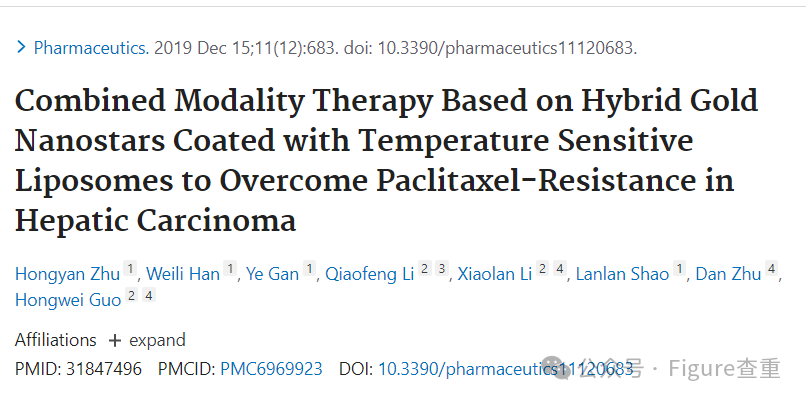 Pharmaceutics. 2019 Dec 15;11(12):683. doi: 10.3390/pharmaceutics11120683.
Combined Modality Therapy Based on Hybrid Gold
Nanostars Coated with Temperature Sensitive
Liposomes to Overcome Paclitaxel-Resistance in
Hepatic Carcinoma
Hongyan Zhu 1, Weili Han 1, Ye Gan 1, Qiaofeng Li 2 3, Xiaolan Li 2 4, Lanlan Shao 1, Dan Zhu 4,
Hongwei Guo 2 4
Affiliations + expand
PMID: 31847496 PMCID: PMC6969923 DOI: 10.3390/pharmaceutics11120683
公众号 · Figure查重